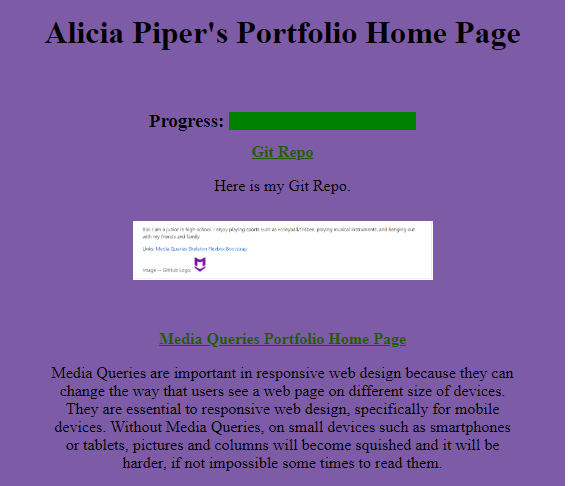 Alicia Piper's Portfolio Home Page
Progress:
Git Repo
Here is my Git Repo.
I am a junior in high-school. I enjoy playing sports such as volleyball/frisbee, playing musical instruments, and hanging out
with my friends and family.
Links: Media Queries Skeleton Flexbox Bootstrap
Image -- GitHub Logo:
Media Queries Portfolio Home Page
Media Queries are important in responsive web design because they can
change the way that users see a web page on different size of devices.
They are essential to responsive web design, specifically for mobile
devices. Without Media Queries, on small devices such as smartphones
or tablets, pictures and columns will become squished and it will be
harder, if not impossible some times to read them.